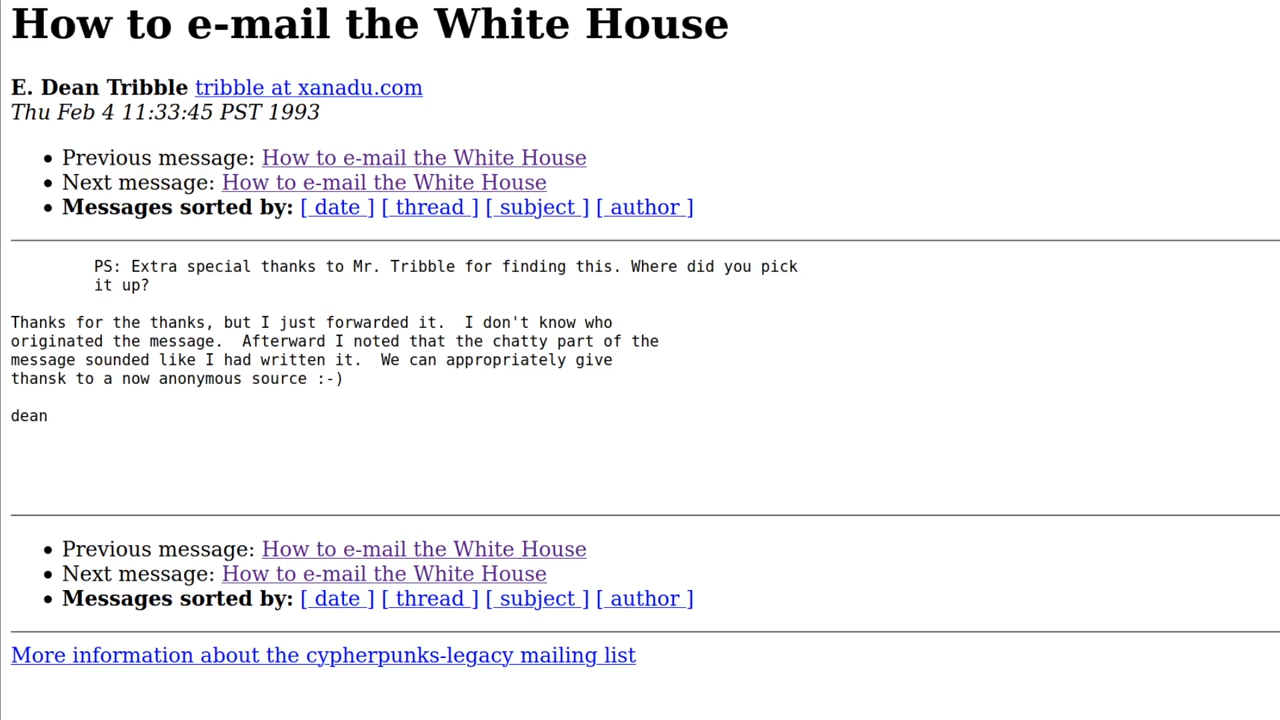 How to e-mail the White House
E. Dean Tribble tribble at xanadu.com
Thu Feb 4 11:33:45 PST 1993
• Previous message: How to e-mail the White House
• Next message: How to e-mail the White House
• Messages sorted by: [ date ] [ thread ] [ subject ] [ author ]
PS: Extra special thanks to Mr. Tribble for finding this. Where did you pick
it up?
Thanks for the thanks, but I just forwarded it.  I don't know who
originated the message.  Afterward I noted that the chatty part of the
message sounded like I had written it.  We can appropriately give
thansk to a now anonymous source :-)
dean
• Previous message: How to e-mail the White House
• Next message: How to e-mail the White House
• Messages sorted by: [ date ] [ thread ] [ subject ] [ author ]
More information about the cypherpunks-legacy mailing list